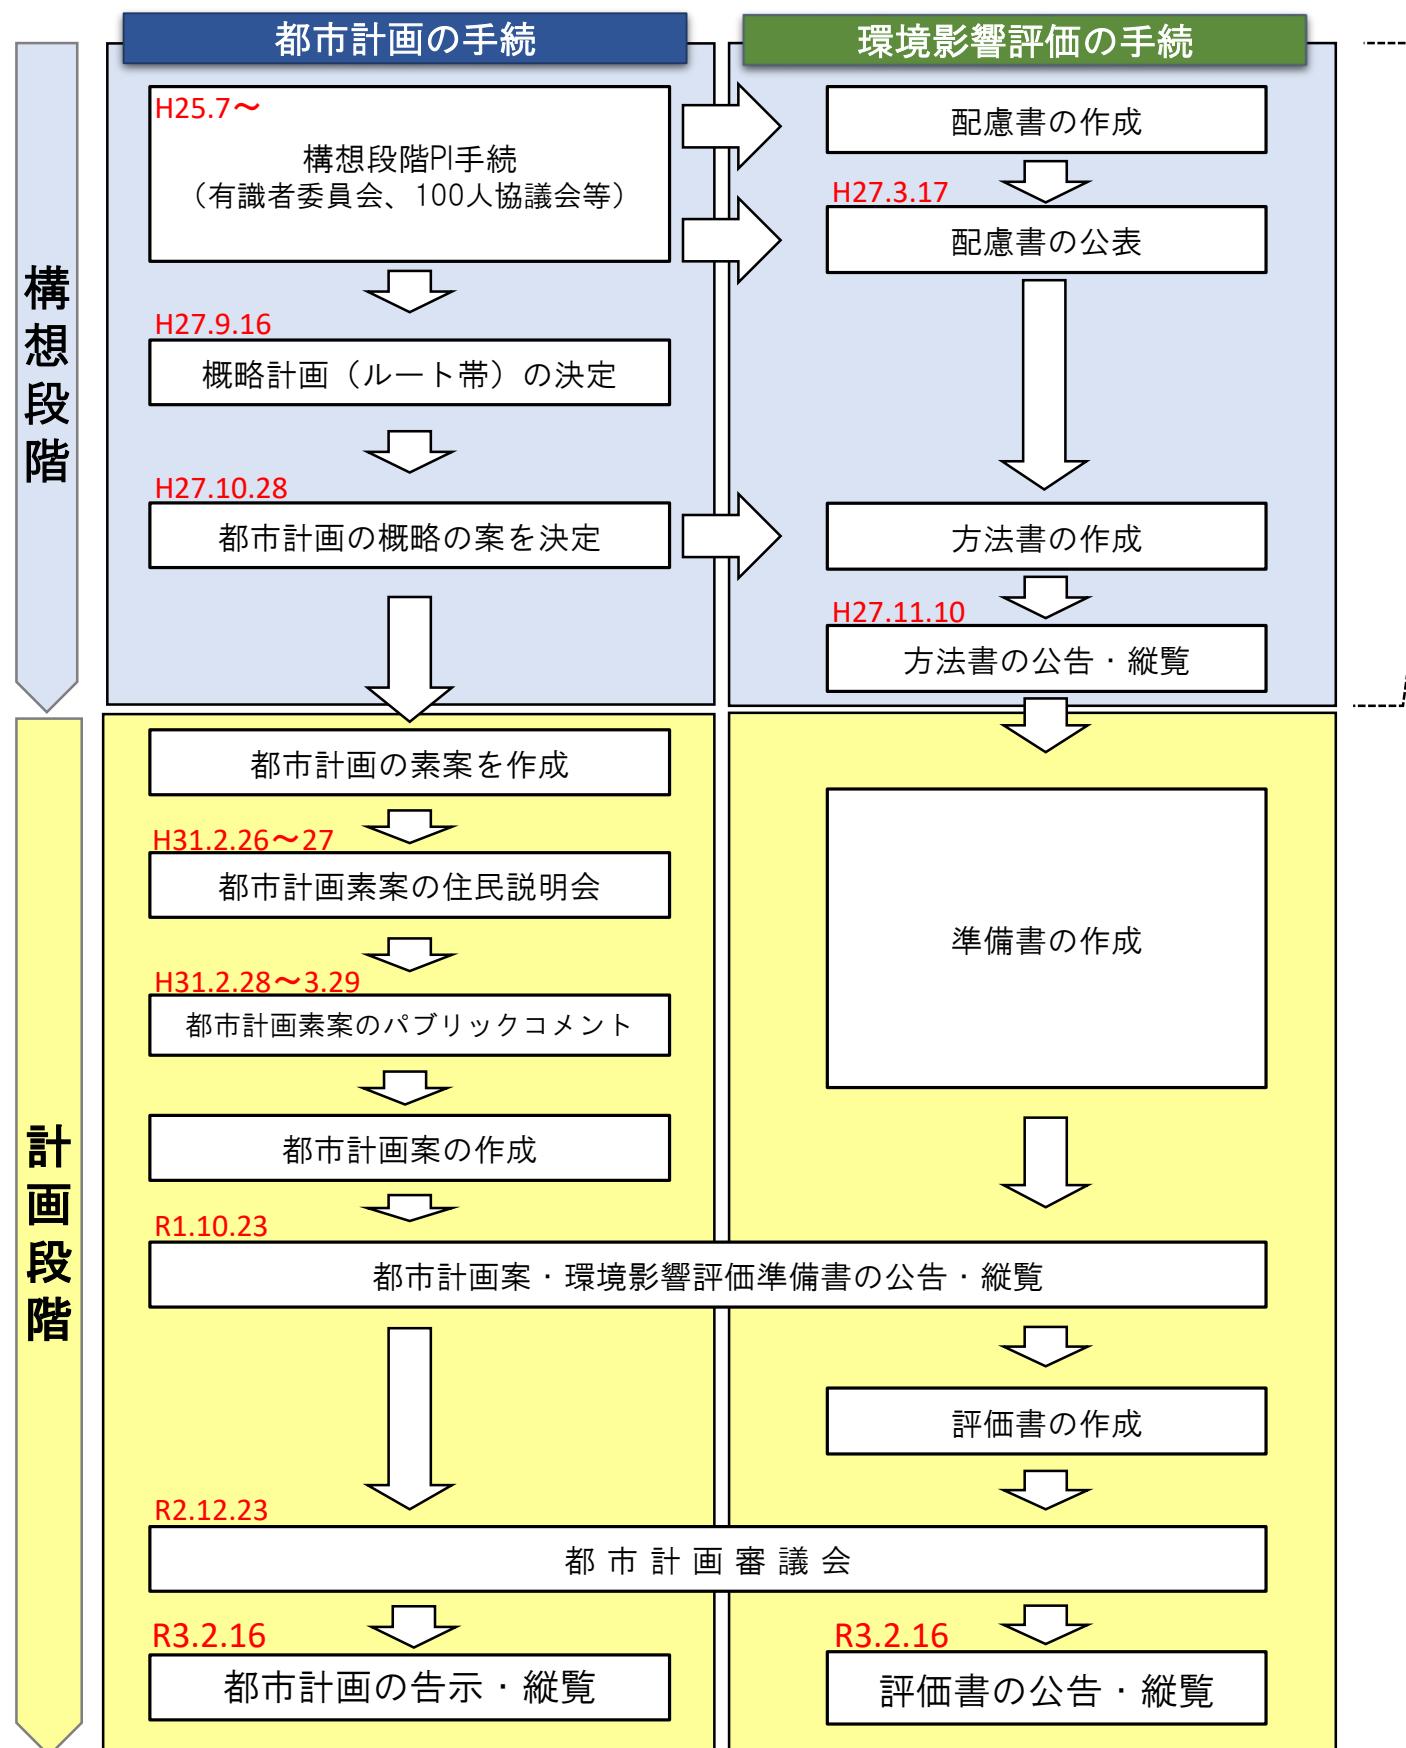 都市計画の手続
環境影響評価の手続
構想段階
H25.7～
構想段階PI手続
（有識者委員会、100人協議会等）
配慮書の作成
H27.3.17
配慮書の公表
H27.9.16
概略計画（ルート帯）の決定
H27.10.28
都市計画の概略の案を決定
方法書の作成
H27.11.10
方法書の公告・縦覧
計画段階
都市計画の素案を作成
H31.2.26～27
都市計画素案の住民説明会
H31.2.28～3.29
都市計画素案のパブリックコメント
都市計画案の作成
準備書の作成
R1.10.23
都市計画案・環境影響評価準備書の公告・縦覧
評価書の作成
R2.12.23
都市計画審議会
R3.2.16
都市計画の告示・縦覧
R3.2.16
評価書の公告・縦覧